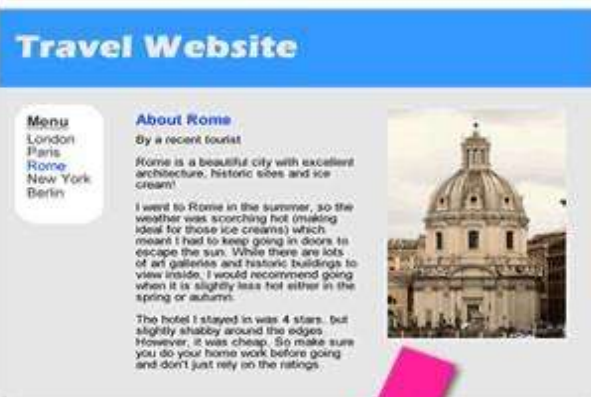 Travel Website
Menu
London
Paris
Rome
New York
Berlin
About Rome
By a recent tourist
Rome is a beautiful city with excellent
architecture, historic sites and ice
cream!
I went to Rome in the summer, so the
weather was scorching hot (making
ideal for those ice creams) which
meant I had to keep going in doors to
escape the sun. While there are lots
of art galleries and historic buildings to
view inside, I would recommend going
when it is slightly less hot either in the
spring or autumn.
The hotel I stayed in was 4 stars, but
slightly shabby around the edges.
However, it was cheap. So make sure
you do your home work before going
and don't just rely on the ratings